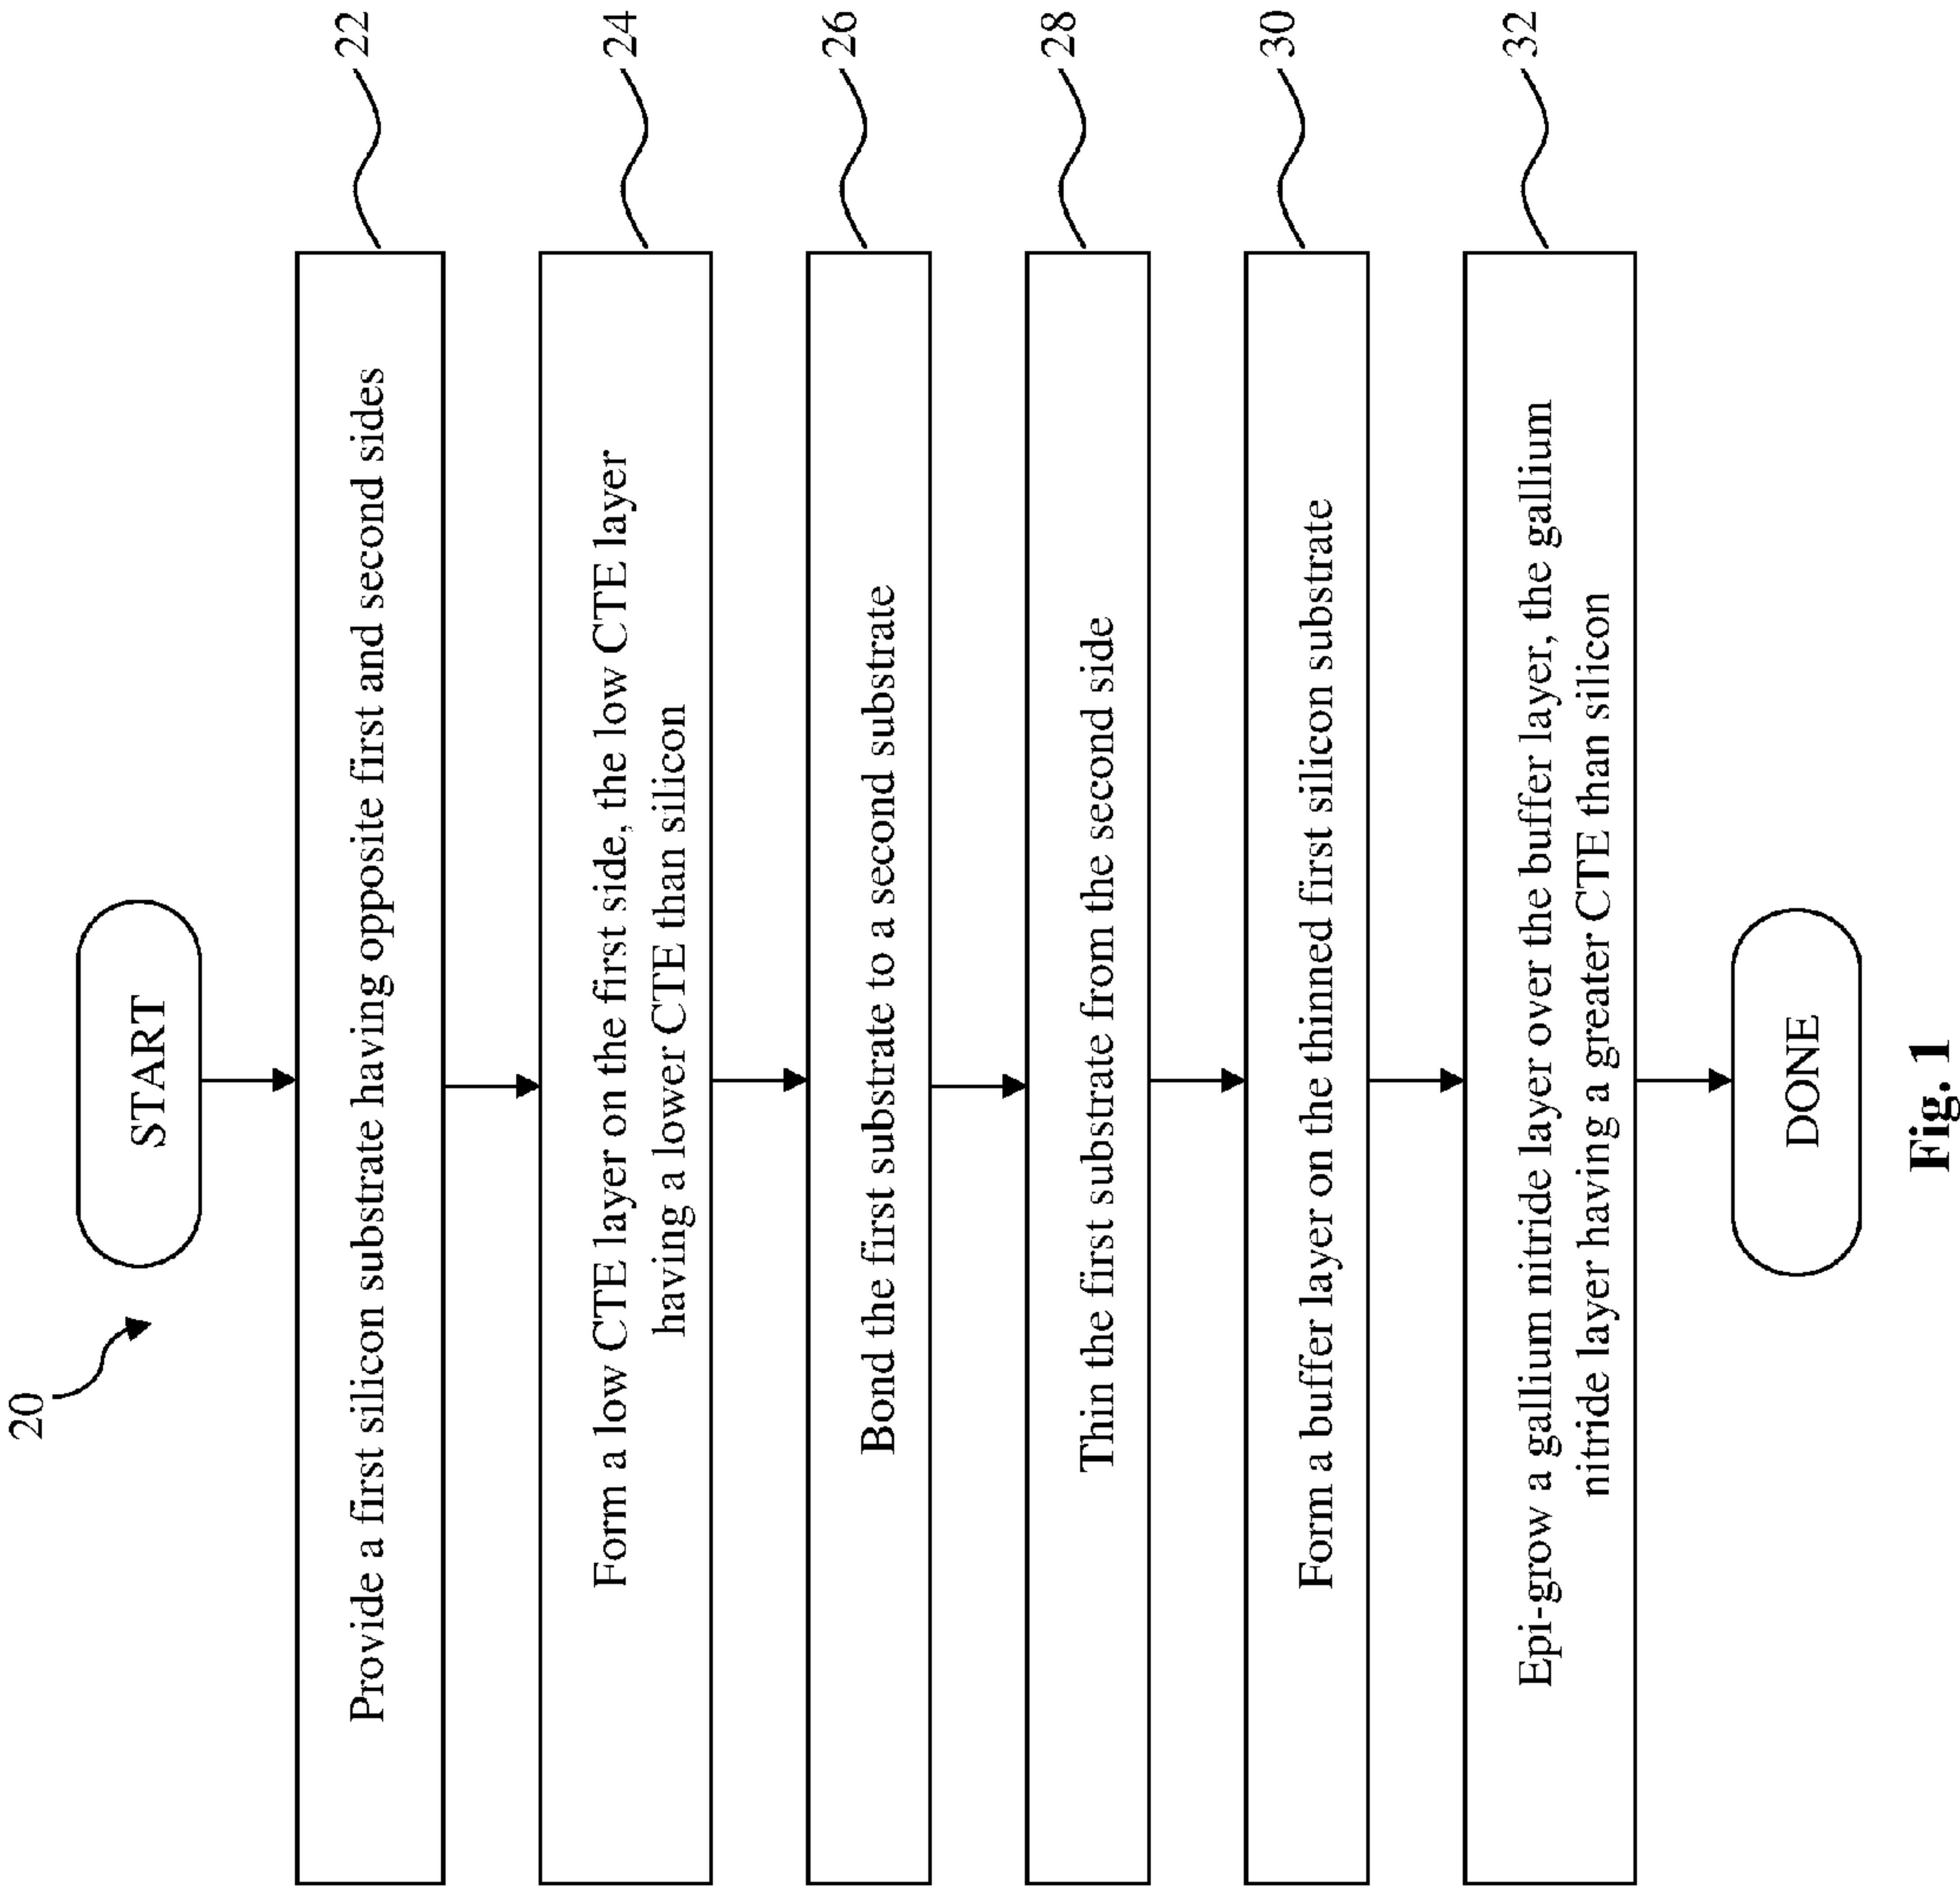 20
START
Provide a first silicon substrate having opposite first and second sides
22
Form a low CTE layer on the first side, the low CTE layer
having a lower CTE than silicon
24
Bond the first substrate to a second substrate
26
Thin the first substrate from the second side
28
Form a buffer layer on the thinned first silicon substrate
30
Epi-grow a gallium nitride layer over the buffer layer, the gallium
nitride layer having a greater CTE than silicon
32
DONE
Fig. 1